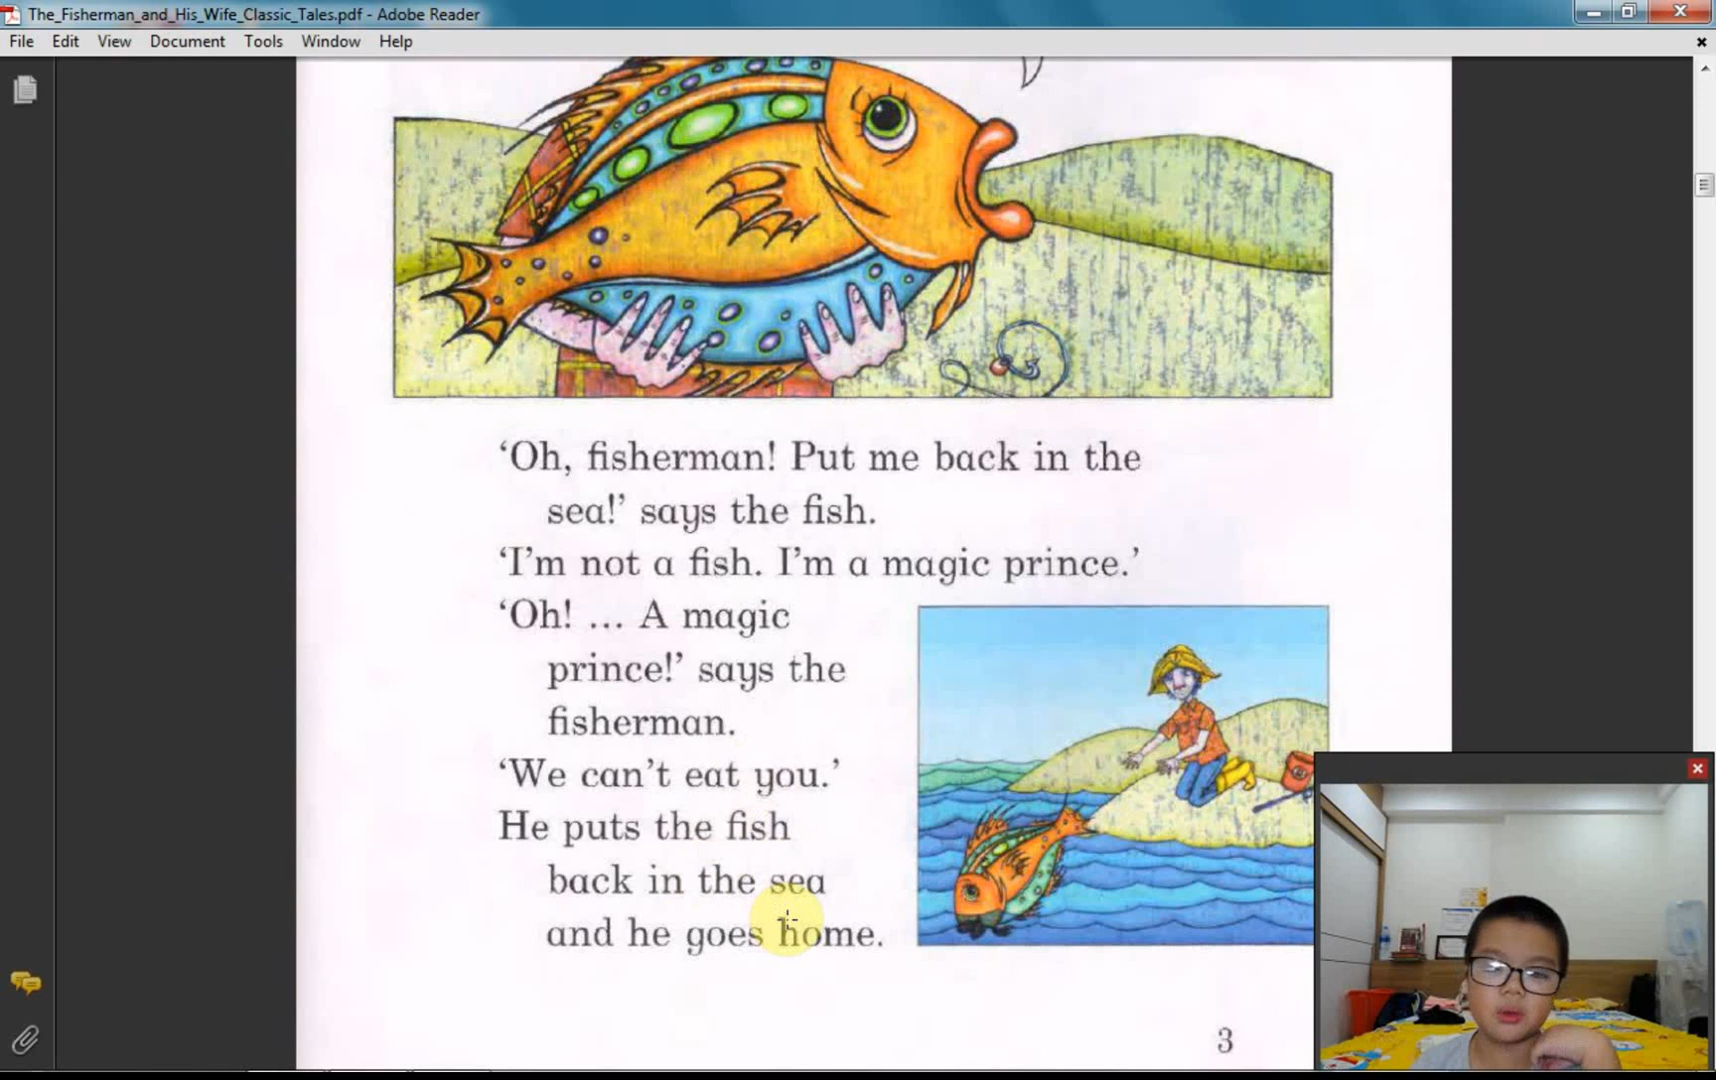 The_Fisherman_and_His_Wife_Classic_Tales.pdf - Adobe Reader
File Edit View Document Tools Window Help
‘Oh, fisherman! Put me back in the
sea!’ says the fish.
‘I’m not a fish. I’m a magic prince.’
‘Oh! ... A magic
prince!’ says the
fisherman.
‘We can’t eat you.’
He puts the fish
back in the sea
and he goes home.
3